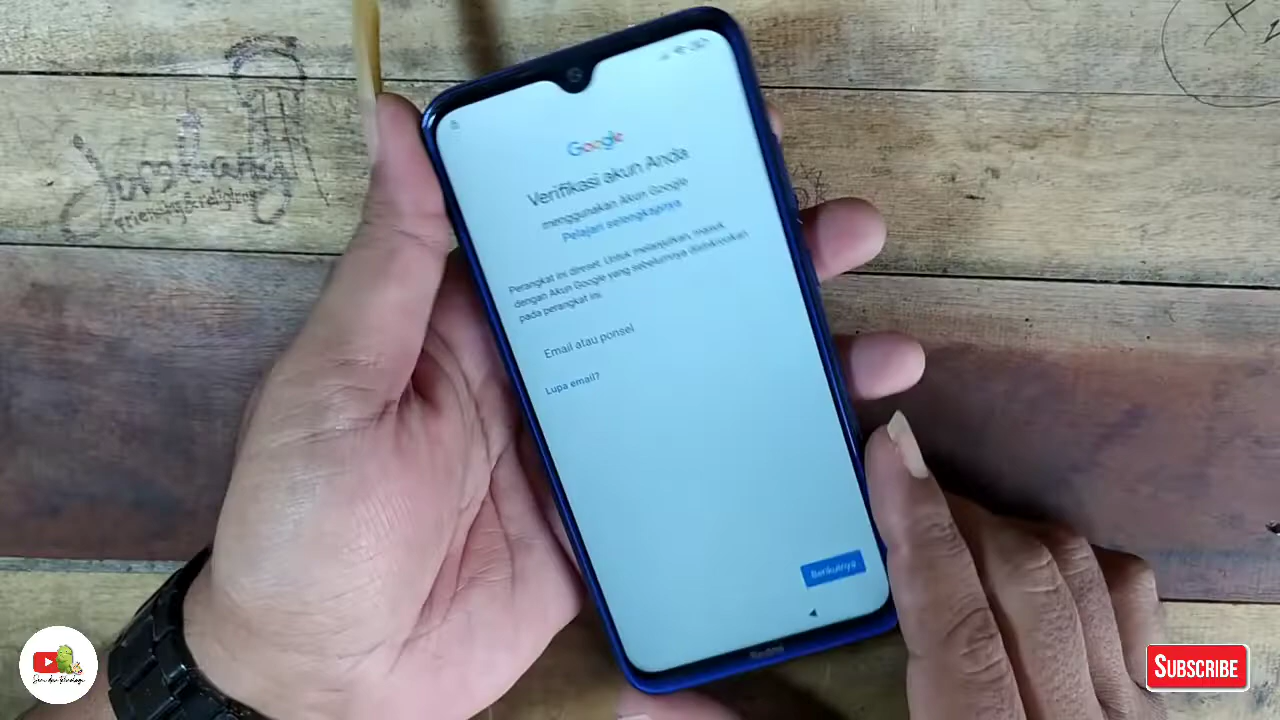 Google
Verifikasi akun Anda
menggunakan Akun Google
Pelajari selengkapnya
Perangkat ini direset. Untuk melanjutkan, masuk
dengan Akun Google yang sebelumnya disinkronkan
pada perangkat ini.
Email atau ponsel
Lupa email?
Berikutnya
Redmi
SUBSCRIBE